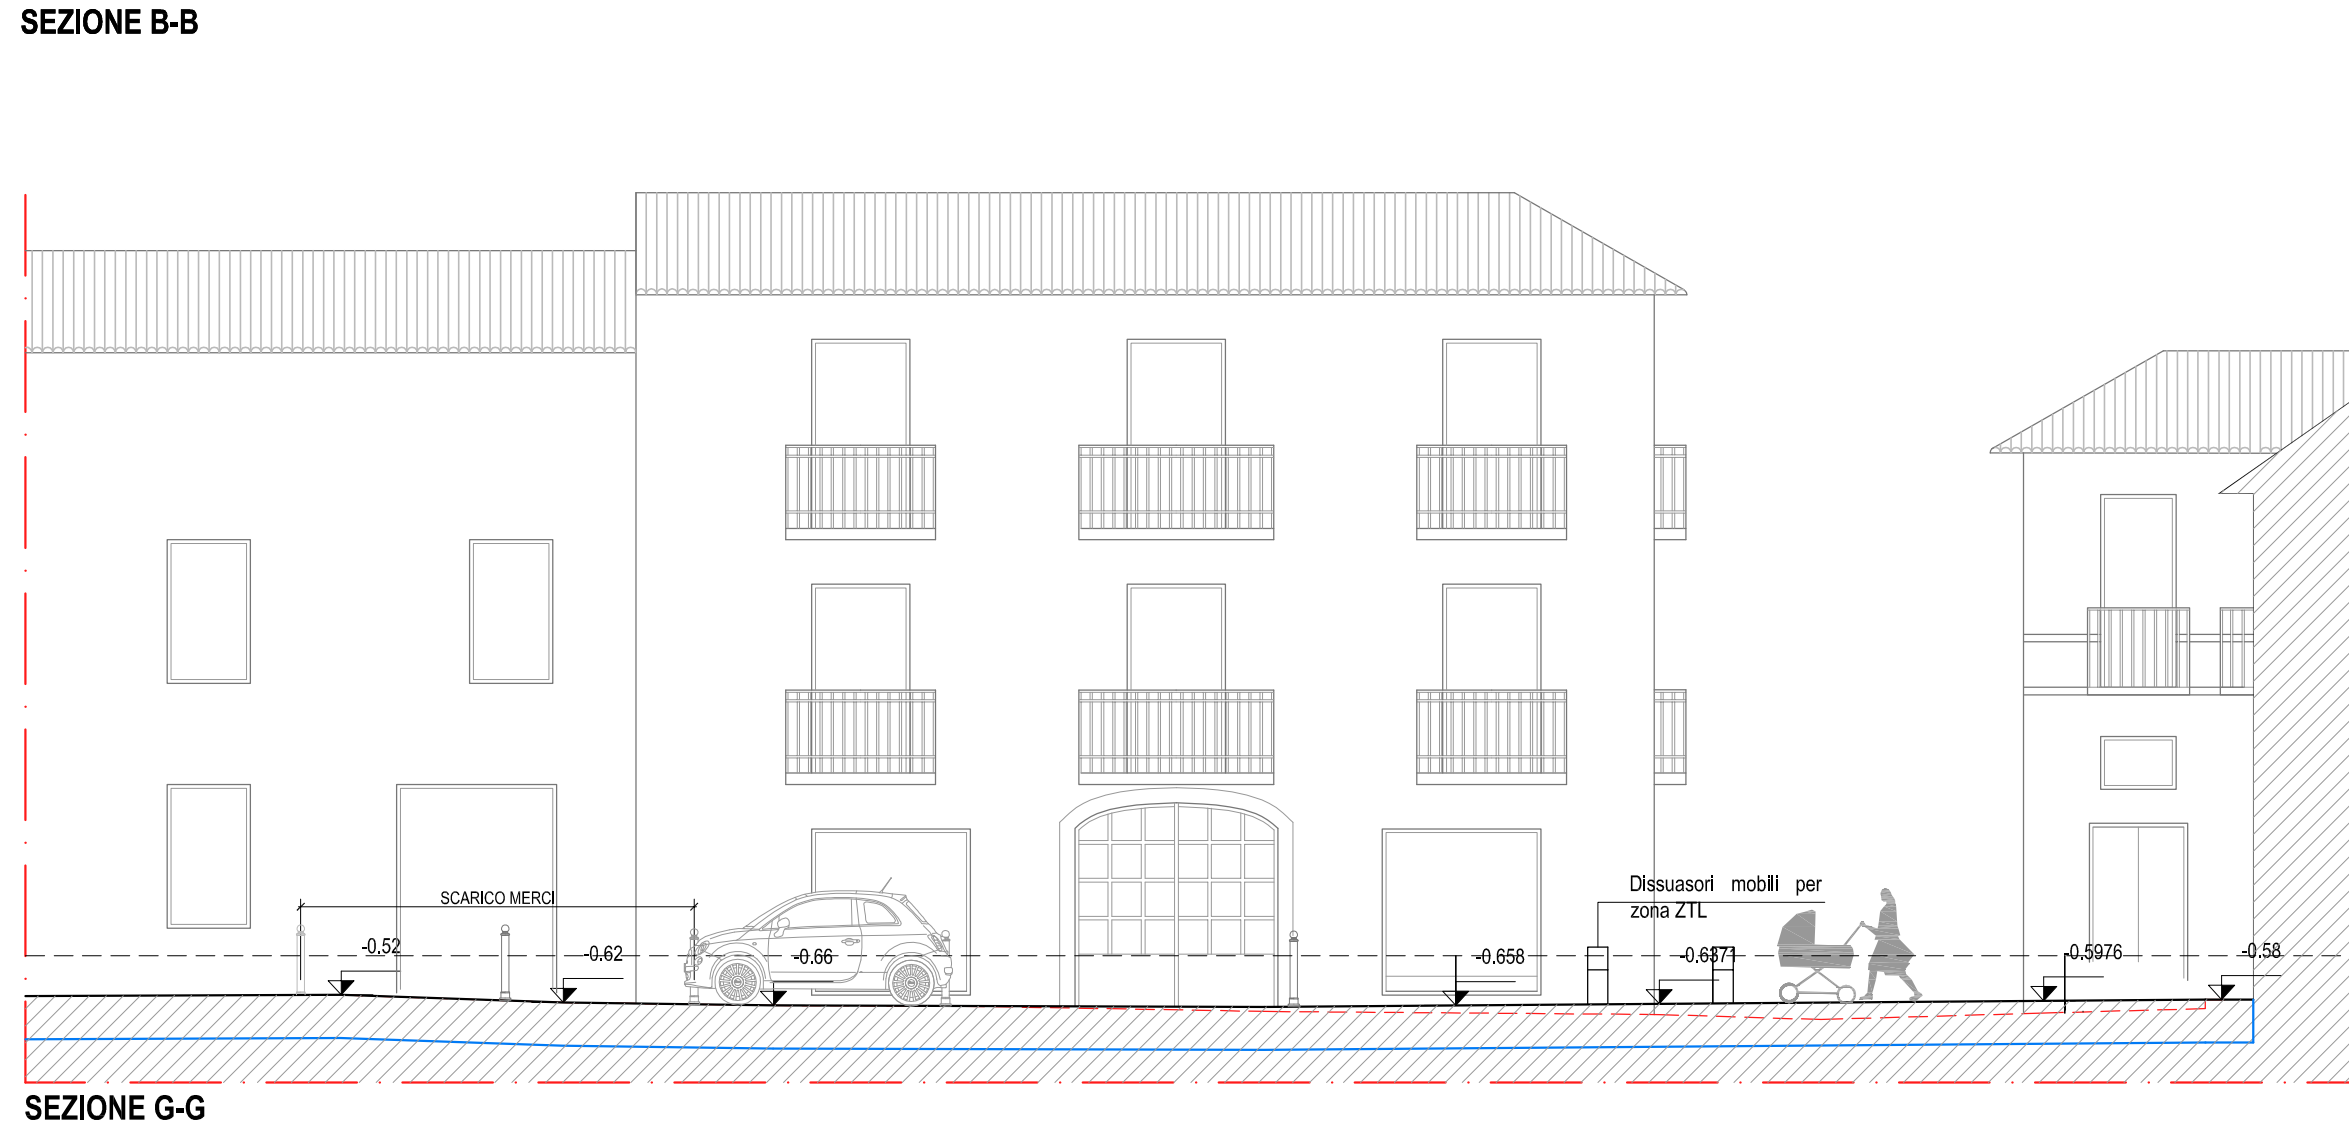 SEZIONE B-B
Dissuasori mobili per
zona ZTL
SCARICO MERCI
-0.52
-0.62
-0.66
-0.658
-0.6371
-0.5976
-0.58
SEZIONE G-G